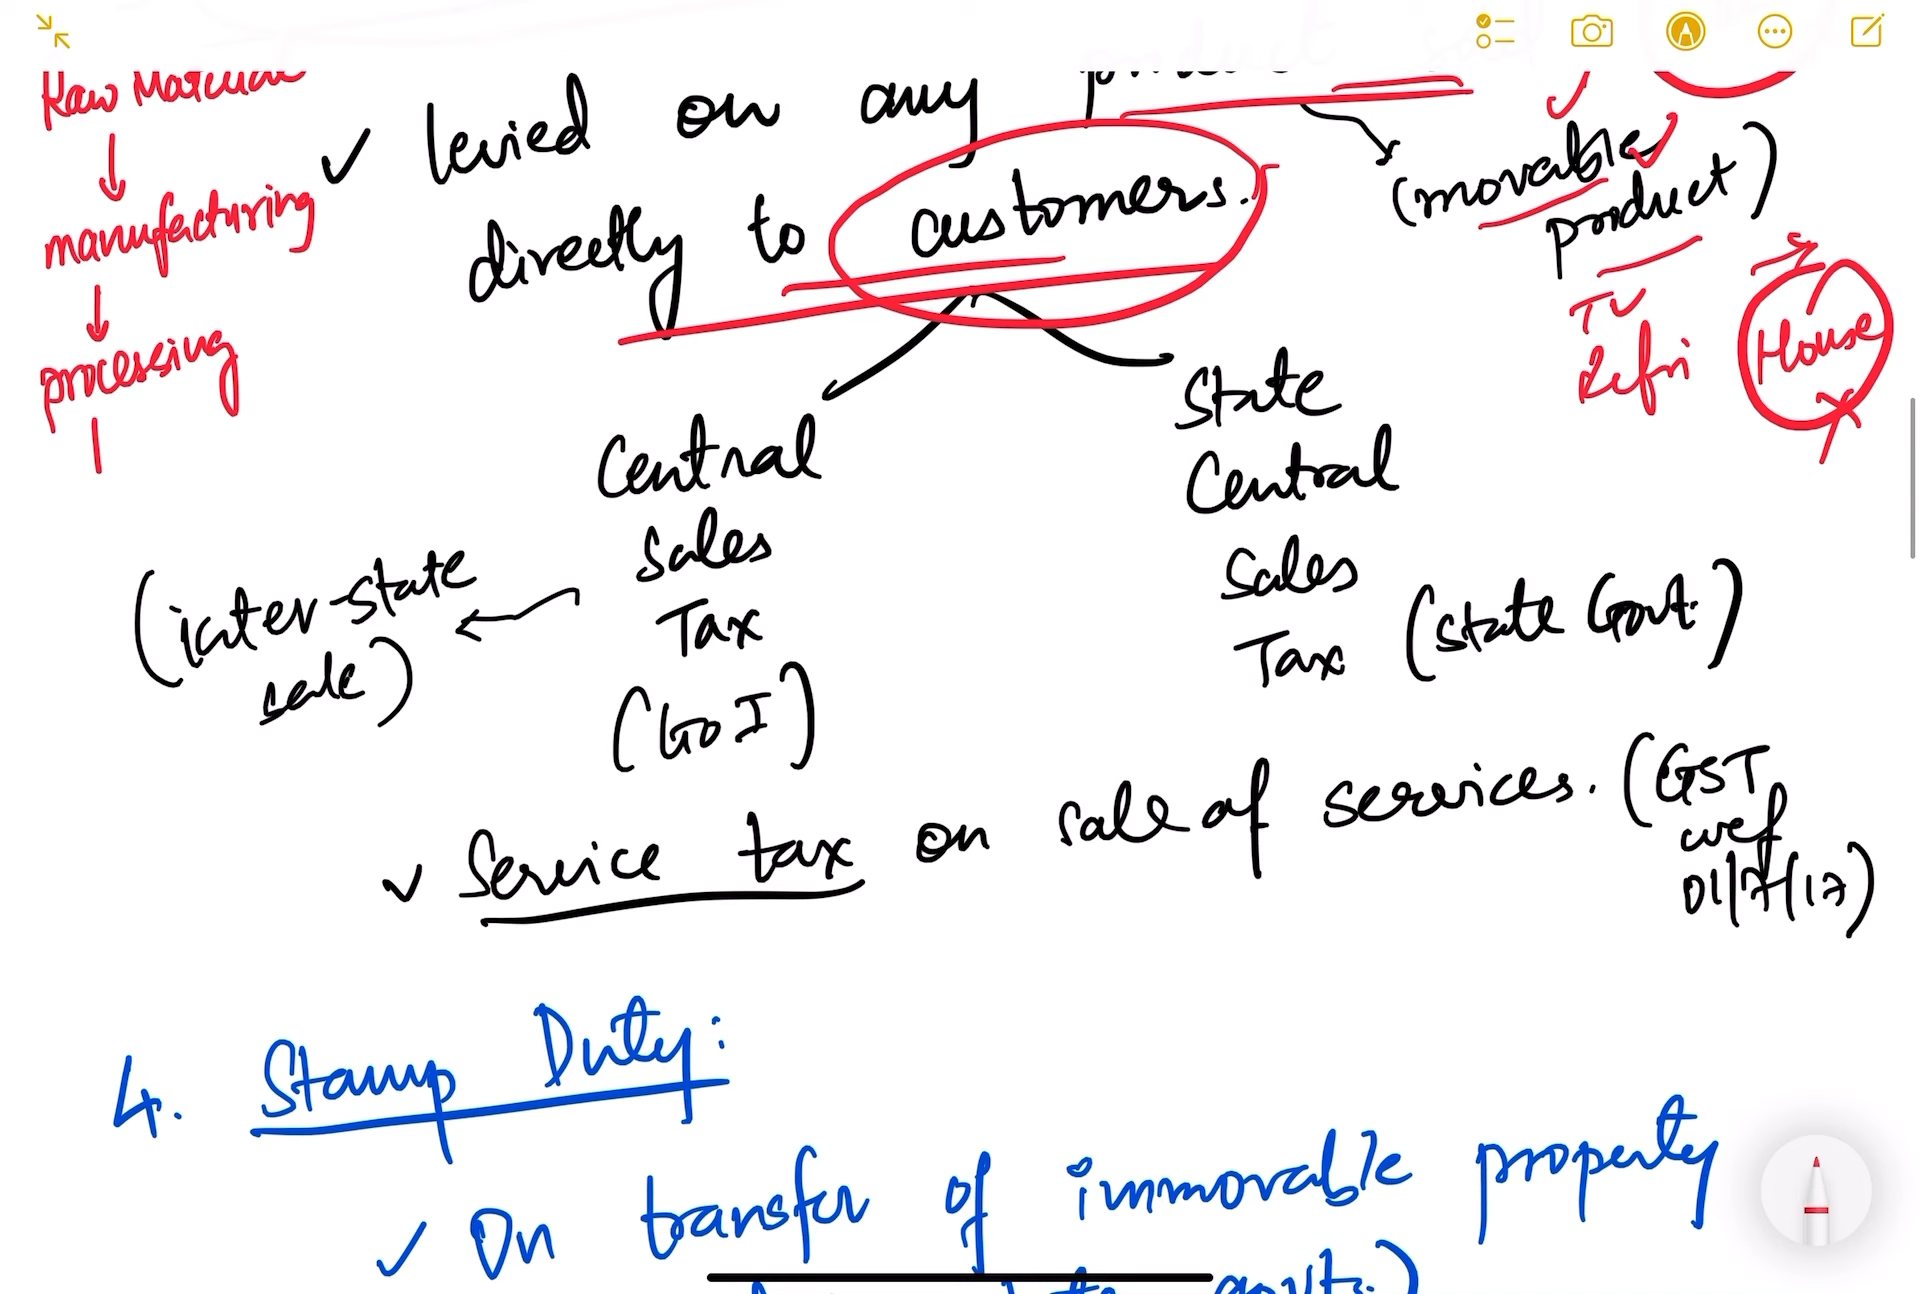 Raw Material
↓
manufacturing
↓
processing
✓ levied on any
directly to customers.
(movable
product)
TV
Refri
House
Central
Sales
Tax
(GoI)
(inter-state
sale)
State
Central
Sales
Tax (State Govt.)
✓ Service tax on sale of services. (GST
wef
01/7/17)
4. Stamp Duty:
✓ On transfer of immovable property
govts.)